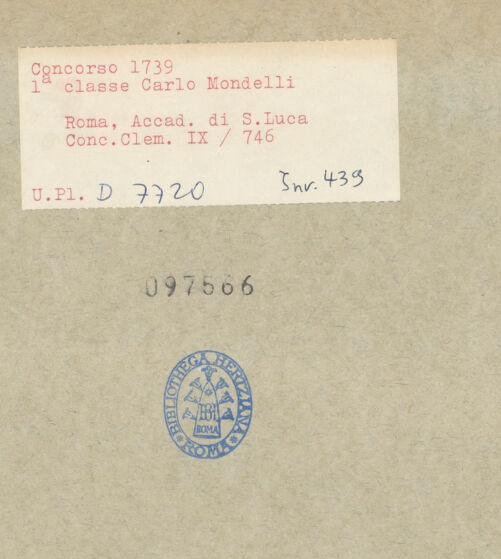 Concorso 1739
1ª classe Carlo Mondelli
Roma, Accad. di S.Luca
Conc.Clem. IX / 746
U.Pl. D 7720 Inv. 439
097566
BIBLIOTHECA HERTZIANA
BH
ROMA
* ROMA *